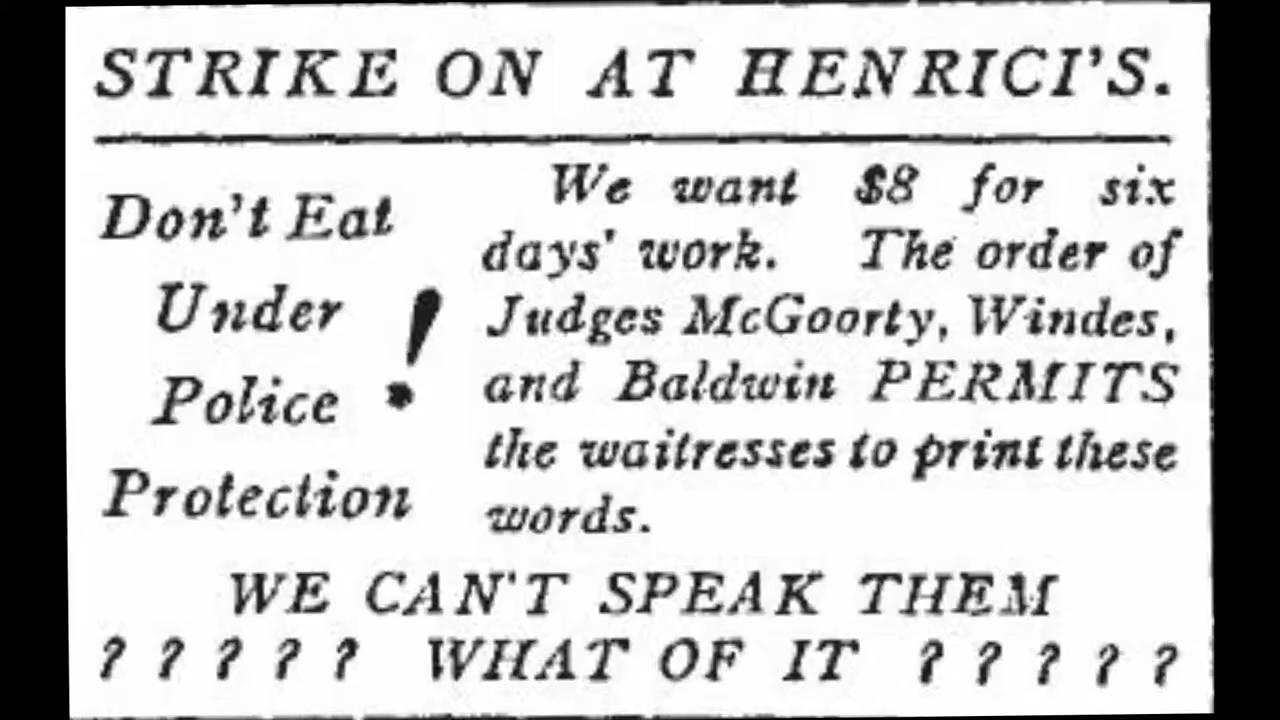 STRIKE ON AT HENRICI'S.
Don't Eat
Under
Police
Protection
!
We want $8 for six
days' work. The order of
Judges McGoorty, Windes,
and Baldwin PERMITS
the waitresses to print these
words.
WE CAN'T SPEAK THEM
? ? ? ? ? WHAT OF IT ? ? ? ? ?